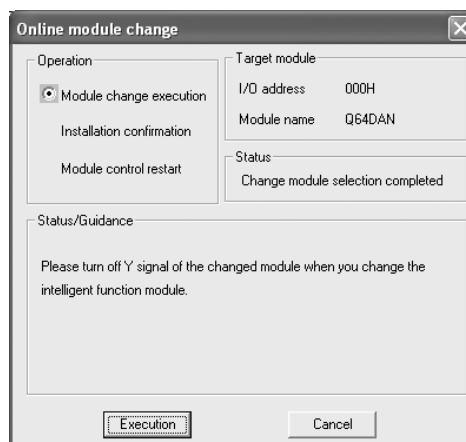 Online module change
Operation
Module change execution
Installation confirmation
Module control restart
Target module
I/O address 000H
Module name Q64DAN
Status
Change module selection completed
Status/Guidance
Please turn off Y signal of the changed module when you change the
intelligent function module.
Execution Cancel